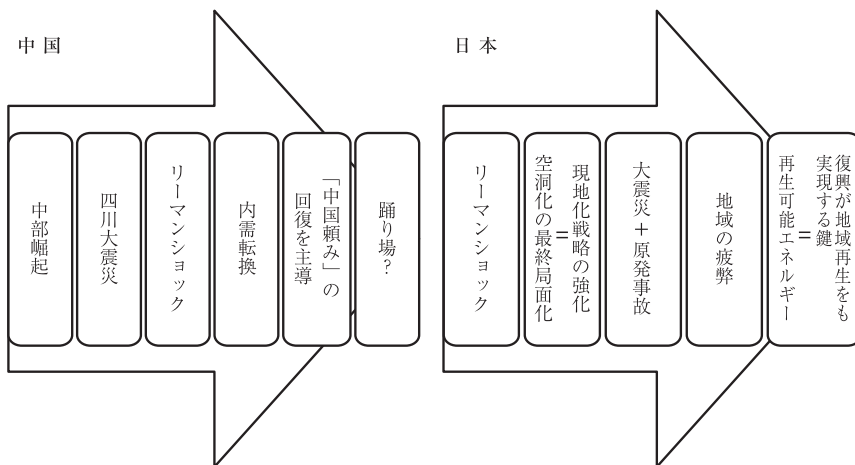 中国
中部崛起
四川大震災
リーマンショック
内需転換
「中国頼み」の
回復を主導
踊り場？
日本
リーマンショック
現地化戦略の強化
＝
空洞化の最終局面化
大震災＋原発事故
地域の疲弊
復興が地域再生をも
実現する鍵
＝
再生可能エネルギー